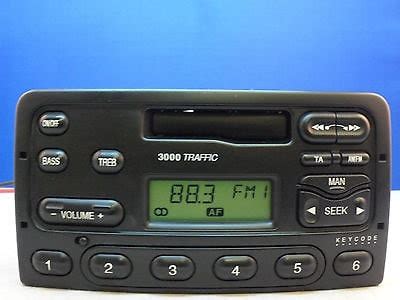 ON/OFF
BASS
TREB
3000 TRAFFIC
TA
AM/FM
MAN
88.3 FM1
AF
- VOLUME +
SEEK
KEYCODE
1 2 3 4 5 6